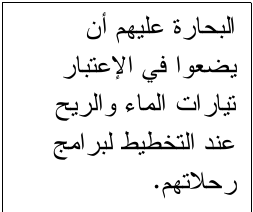 البحارة عليهم أن
يضعوا في الإعتبار
تيارات الماء والريح
عند التخطيط لبرامج
رحلاتهم.